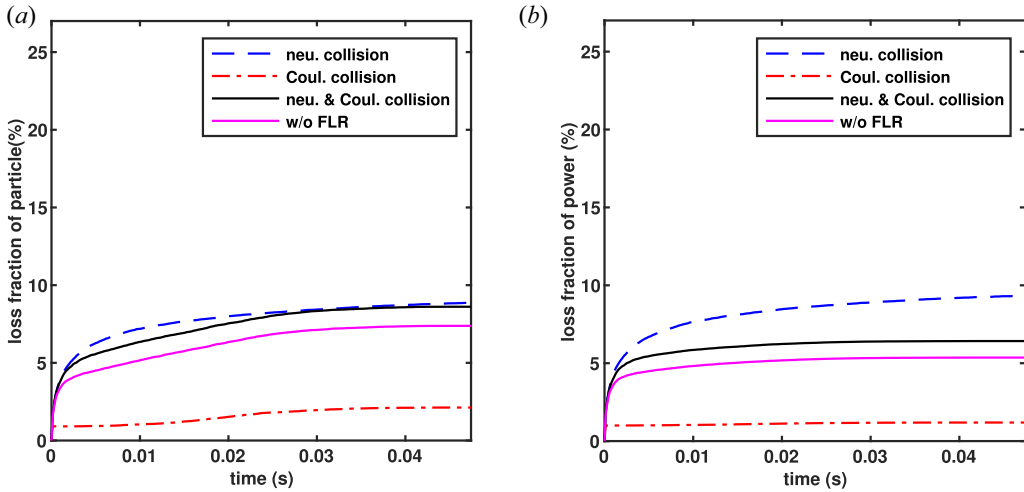 (a)
25
20
15
10
5
0
0
0.01
0.02
0.03
0.04
loss fraction of particle(%)
time (s)
neu. collision
Coul. collision
neu. & Coul. collision
w/o FLR
(b)
25
20
15
10
5
0
0
0.01
0.02
0.03
0.04
loss fraction of power (%)
time (s)
neu. collision
Coul. collision
neu. & Coul. collision
w/o FLR